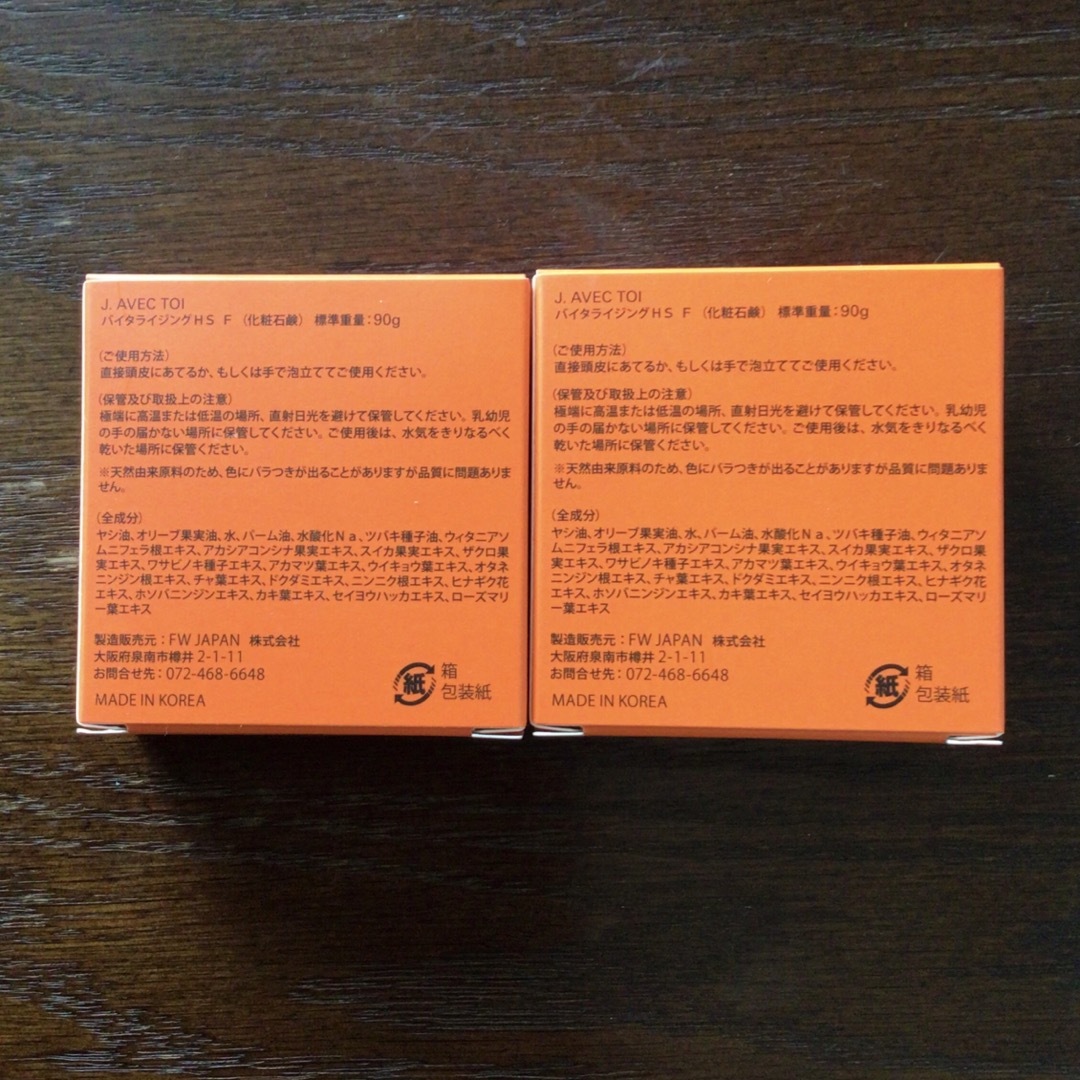 J. AVEC TOI
バイタライジングHS F (化粧石鹸) 標準重量:90g
(ご使用方法)
直接頭皮にあてるか、もしくは手で泡立ててご使用ください。
(保管及び取扱上の注意)
極端に高温または低温の場所、直射日光を避けて保管してください。乳幼児
の手の届かない場所に保管してください。ご使用後は、水気をきりなるべく
乾いた場所に保管ください。
※天然由来原料のため、色にバラつきが出ることがありますが品質に問題ありま
せん。
(全成分)
ヤシ油、オリーブ果実油、水、パーム油、水酸化Na、ツバキ種子油、ウィタニアソ
ムニフェラ根エキス、アカシアコンシナ果実エキス、スイカ果実エキス、ザクロ果
実エキス、ワサビノキ種子エキス、アカマツ葉エキス、ウイキョウ葉エキス、オタネ
ニンジン根エキス、チャ葉エキス、ドクダミエキス、ニンニク根エキス、ヒナギク花
エキス、ホソバニンジンエキス、カキ葉エキス、セイヨウハッカエキス、ローズマリ
ー葉エキス
製造販売元:FW JAPAN 株式会社
大阪府泉南市樽井 2-1-11
お問合せ先:072-468-6648
MADE IN KOREA
紙
箱
包装紙
J. AVEC TOI
バイタライジングHS F (化粧石鹸) 標準重量:90g
(ご使用方法)
直接頭皮にあてるか、もしくは手で泡立ててご使用ください。
(保管及び取扱上の注意)
極端に高温または低温の場所、直射日光を避けて保管してください。乳幼児
の手の届かない場所に保管してください。ご使用後は、水気をきりなるべく
乾いた場所に保管ください。
※天然由来原料のため、色にバラつきが出ることがありますが品質に問題ありま
せん。
(全成分)
ヤシ油、オリーブ果実油、水、パーム油、水酸化Na、ツバキ種子油、ウィタニアソ
ムニフェラ根エキス、アカシアコンシナ果実エキス、スイカ果実エキス、ザクロ果
実エキス、ワサビノキ種子エキス、アカマツ葉エキス、ウイキョウ葉エキス、オタネ
ニンジン根エキス、チャ葉エキス、ドクダミエキス、ニンニク根エキス、ヒナギク花
エキス、ホソバニンジンエキス、カキ葉エキス、セイヨウハッカエキス、ローズマリ
ー葉エキス
製造販売元:FW JAPAN 株式会社
大阪府泉南市樽井 2-1-11
お問合せ先:072-468-6648
MADE IN KOREA
紙
箱
包装紙